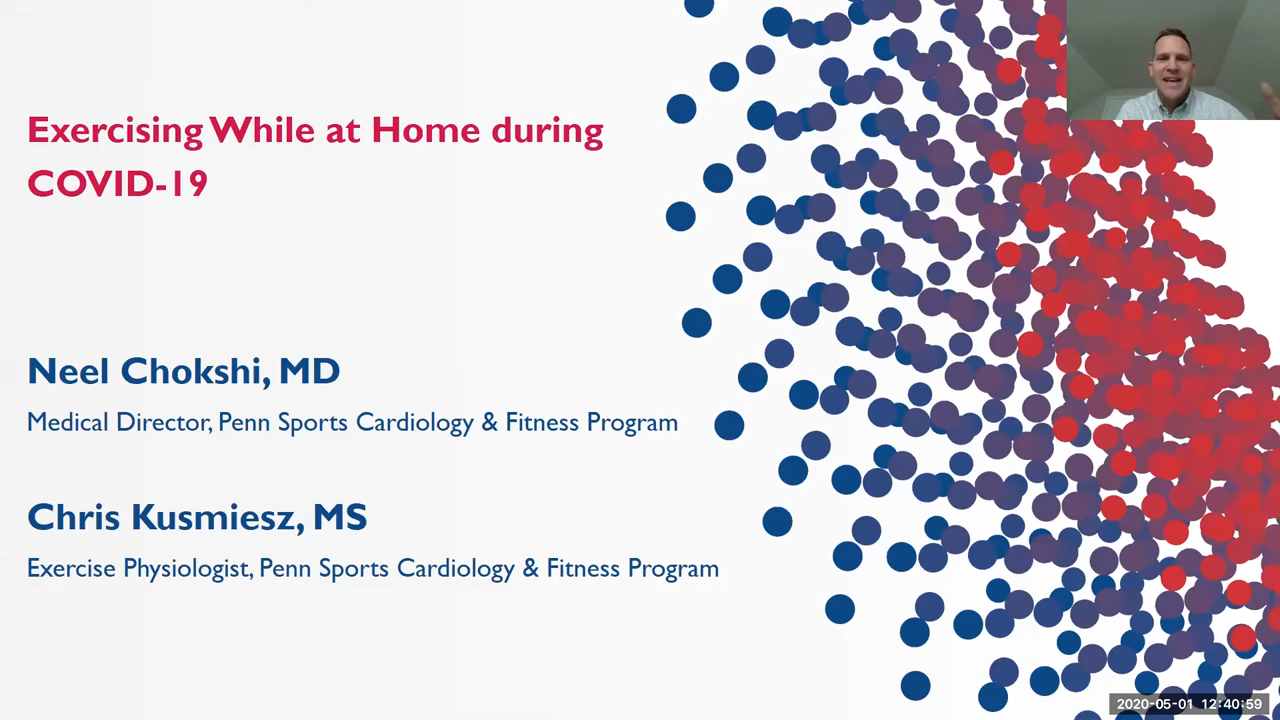 Exercising While at Home during
COVID-19
Neel Chokshi, MD
Medical Director, Penn Sports Cardiology & Fitness Program
Chris Kusmiesz, MS
Exercise Physiologist, Penn Sports Cardiology & Fitness Program
2020-05-01 12:40:59